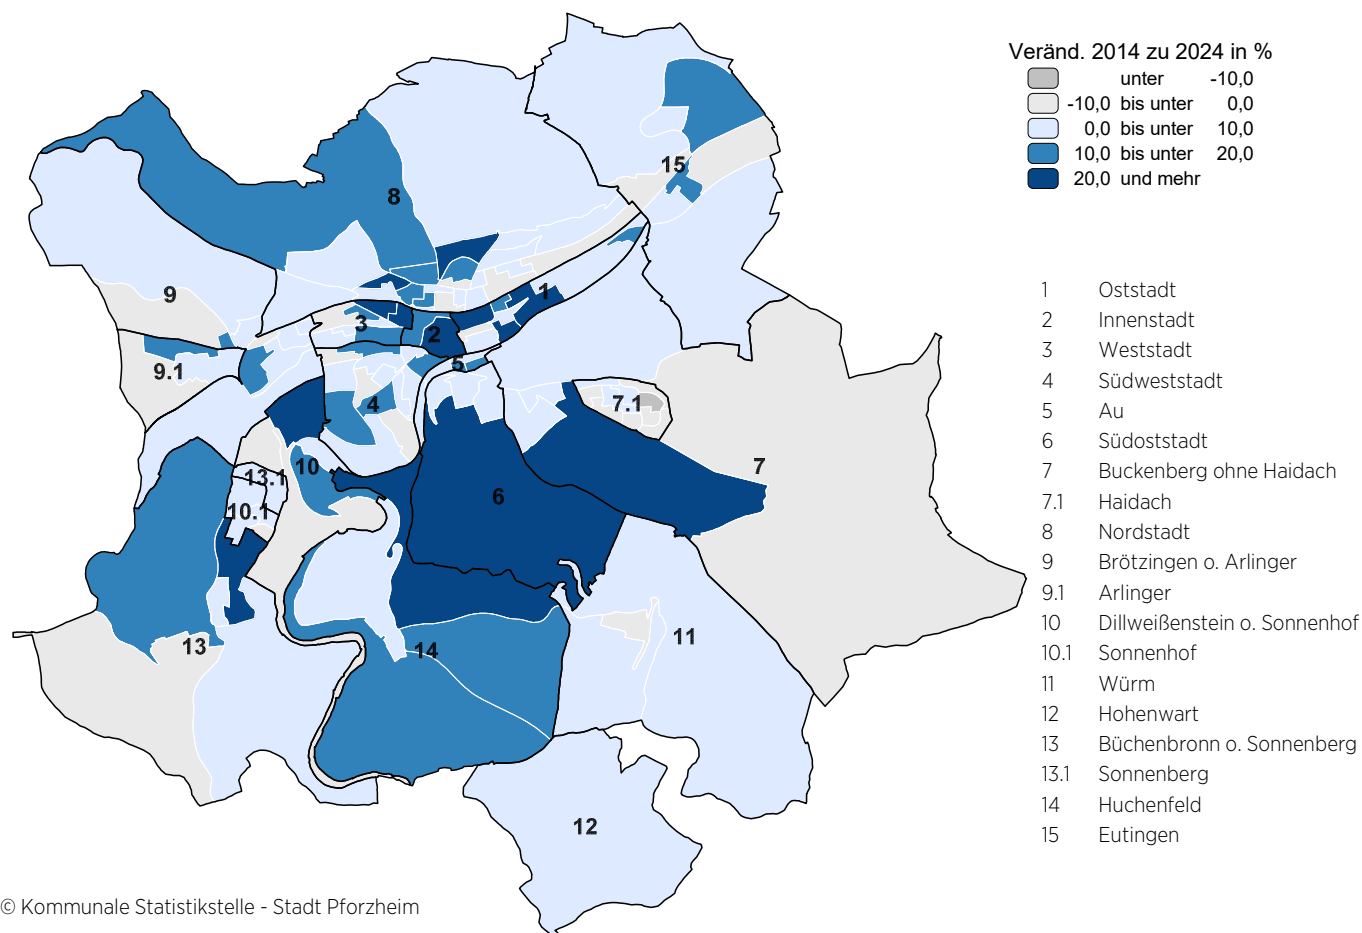 Veränd. 2014 zu 2024 in %
unter -10,0
-10,0 bis unter 0,0
0,0 bis unter 10,0
10,0 bis unter 20,0
20,0 und mehr
15
8
9
1
3
2
9.1
5
4
7.1
10
7
13.1
6
10.1
11
13
14
12
1 Oststadt
2 Innenstadt
3 Weststadt
4 Südweststadt
5 Au
6 Südoststadt
7 Buckenberg ohne Haidach
7.1 Haidach
8 Nordstadt
9 Brötzingen o. Arlinger
9.1 Arlinger
10 Dillweißenstein o. Sonnenhof
10.1 Sonnenhof
11 Würm
12 Hohenwart
13 Büchenbronn o. Sonnenberg
13.1 Sonnenberg
14 Huchenfeld
15 Eutingen
© Kommunale Statistikstelle - Stadt Pforzheim